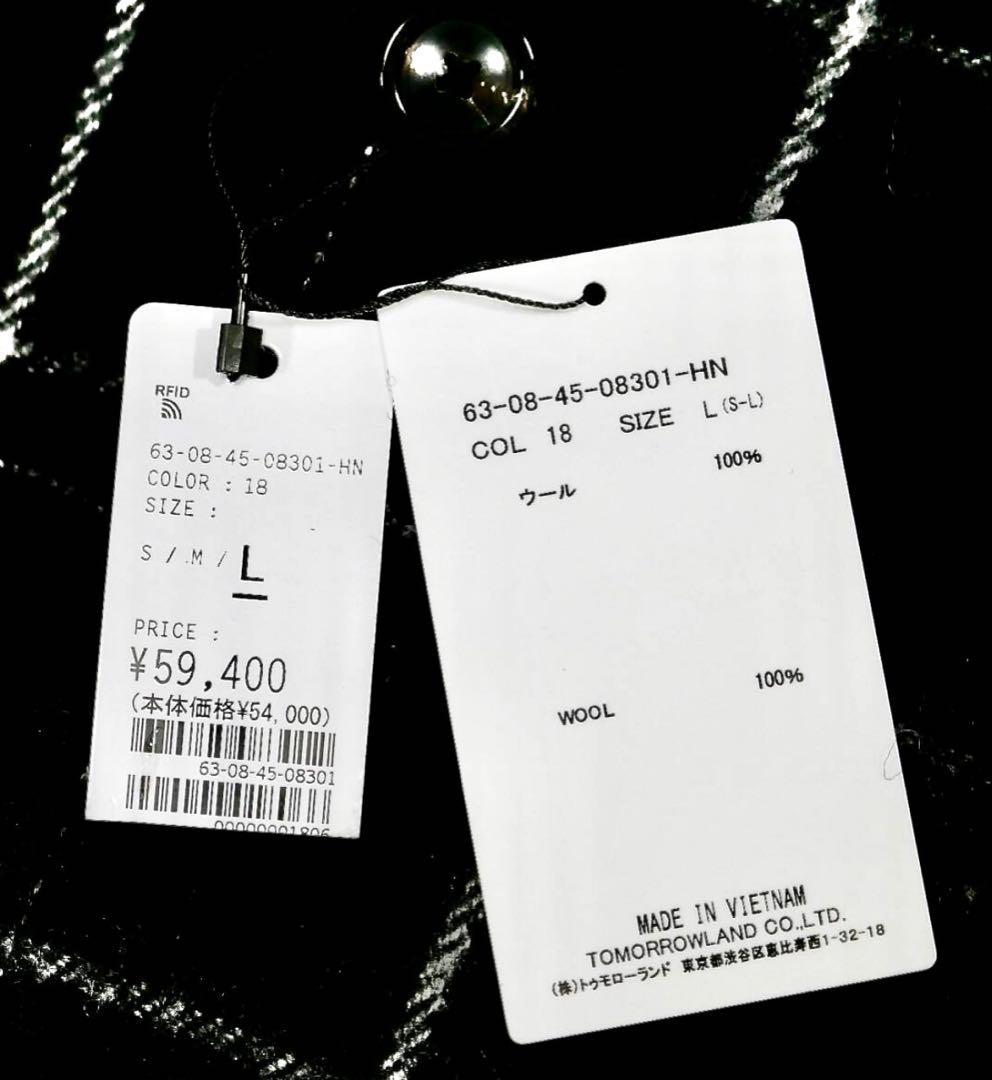 RFID
63-08-45-08301-HN
COLOR : 18
SIZE :
S / M / L
PRICE :
¥59,400
(本体価格¥54,000)
63-08-45-08301
00000001806
63-08-45-08301-HN
COL 18 SIZE L(S-L)
ウール 100%
WOOL 100%
MADE IN VIETNAM
TOMORROWLAND CO.,LTD.
(株)トゥモローランド 東京都渋谷区恵比寿西1-32-18